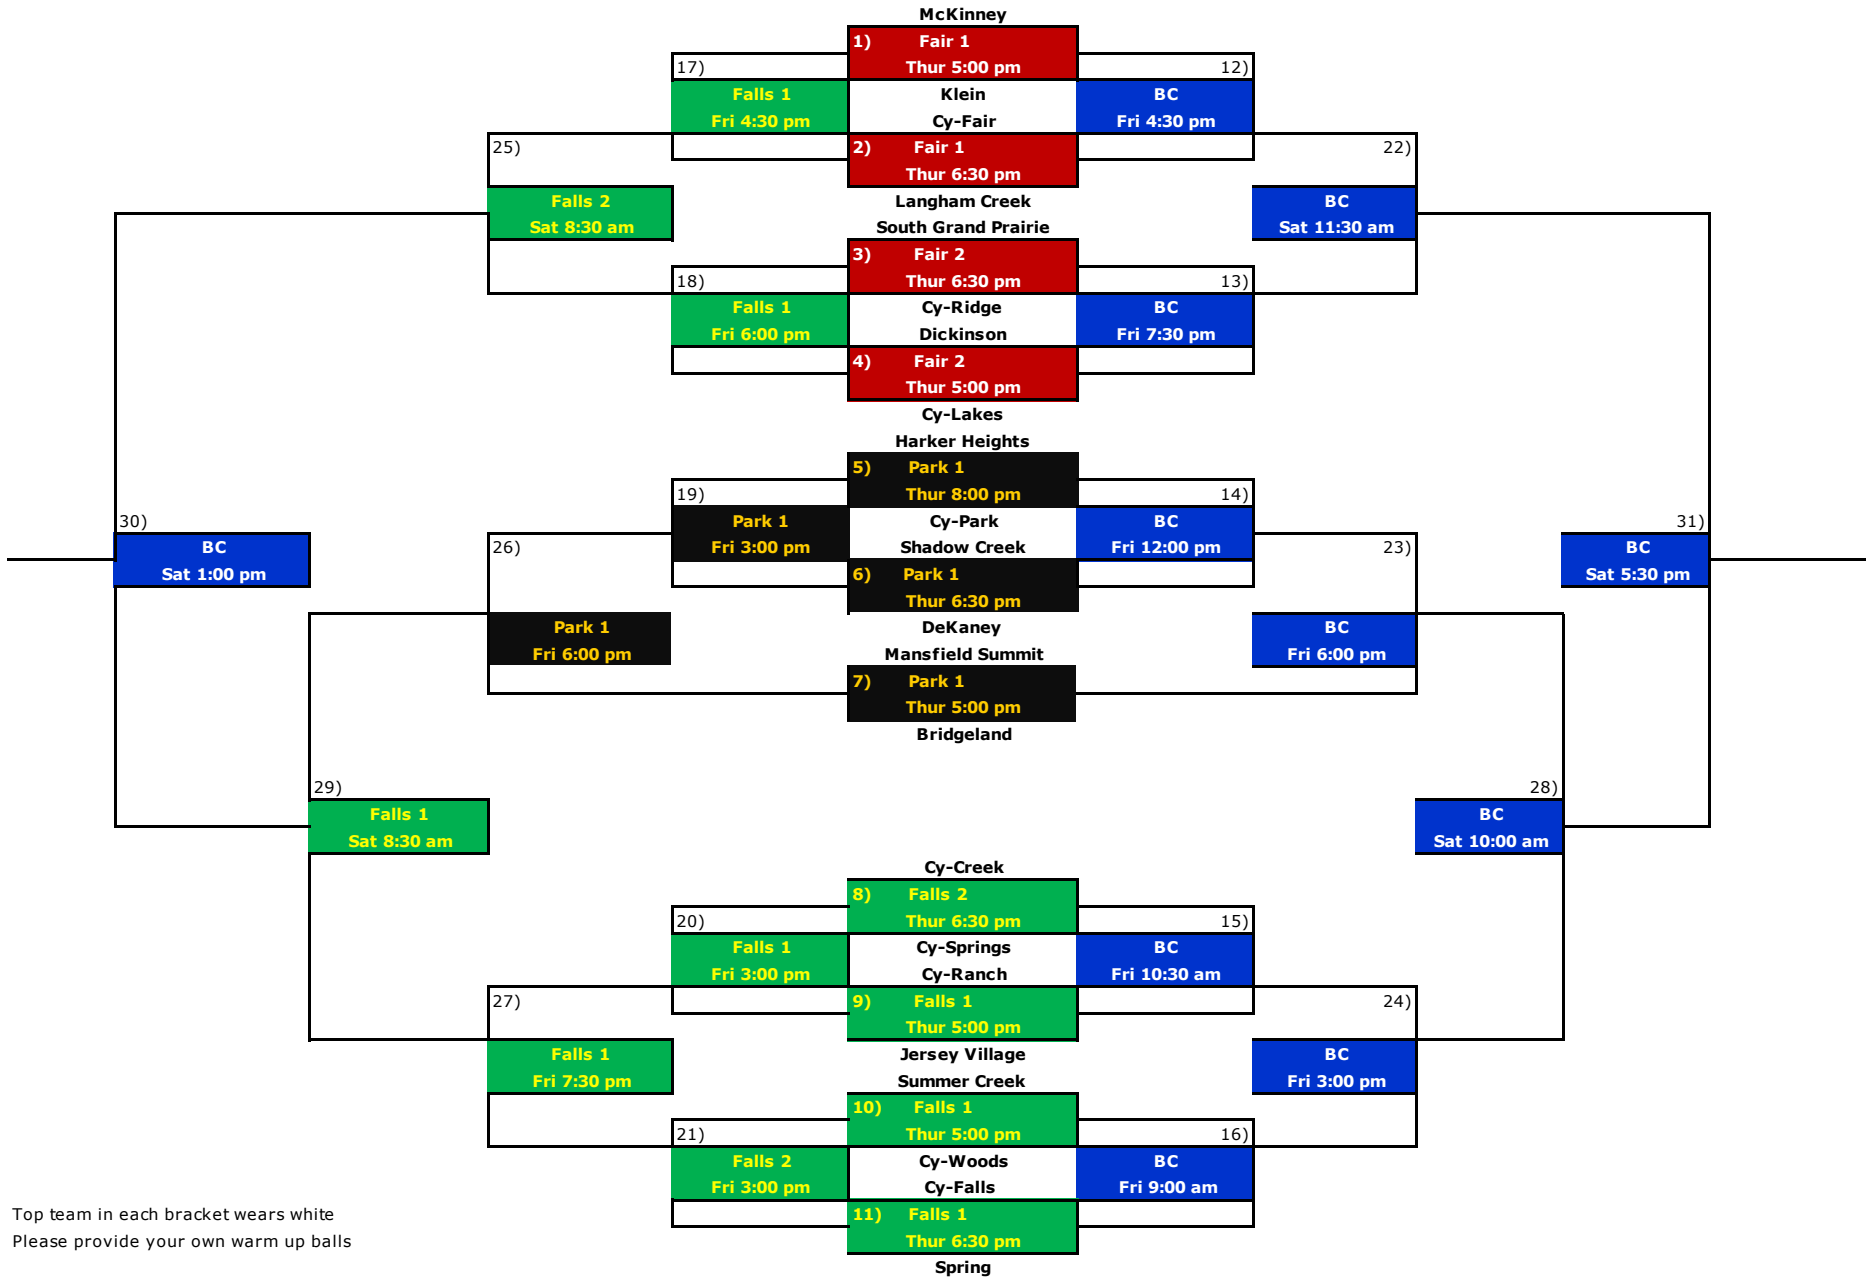 McKinney
1) Fair 1
17) Thur 5:00 pm 12)
Falls 1 Klein BC
Fri 4:30 pm Cy-Fair Fri 4:30 pm
25) 2) Fair 1 22)
Thur 6:30 pm
Falls 2 Langham Creek BC
Sat 8:30 am South Grand Prairie Sat 11:30 am
3) Fair 2
18) Thur 6:30 pm 13)
Falls 1 Cy-Ridge BC
Fri 6:00 pm Dickinson Fri 7:30 pm
4) Fair 2
Thur 5:00 pm
Cy-Lakes
Harker Heights
5) Park 1
19) Thur 8:00 pm 14)
30) Park 1 Cy-Park BC 31)
BC 26) Fri 3:00 pm Shadow Creek Fri 12:00 pm 23) BC
Sat 1:00 pm 6) Park 1 Sat 5:30 pm
Thur 6:30 pm
Park 1 DeKaney BC
Fri 6:00 pm Mansfield Summit Fri 6:00 pm
7) Park 1
Thur 5:00 pm
Bridgeland
29) 28)
Falls 1 BC
Sat 8:30 am Sat 10:00 am
Cy-Creek
8) Falls 2
20) Thur 6:30 pm 15)
Falls 1 Cy-Springs BC
Fri 3:00 pm Cy-Ranch Fri 10:30 am
27) 9) Falls 1 24)
Thur 5:00 pm
Falls 1 Jersey Village BC
Fri 7:30 pm Summer Creek Fri 3:00 pm
10) Falls 1
21) Thur 5:00 pm 16)
Falls 2 Cy-Woods BC
Fri 3:00 pm Cy-Falls Fri 9:00 am
Top team in each bracket wears white 11) Falls 1
Please provide your own warm up balls Thur 6:30 pm
Spring